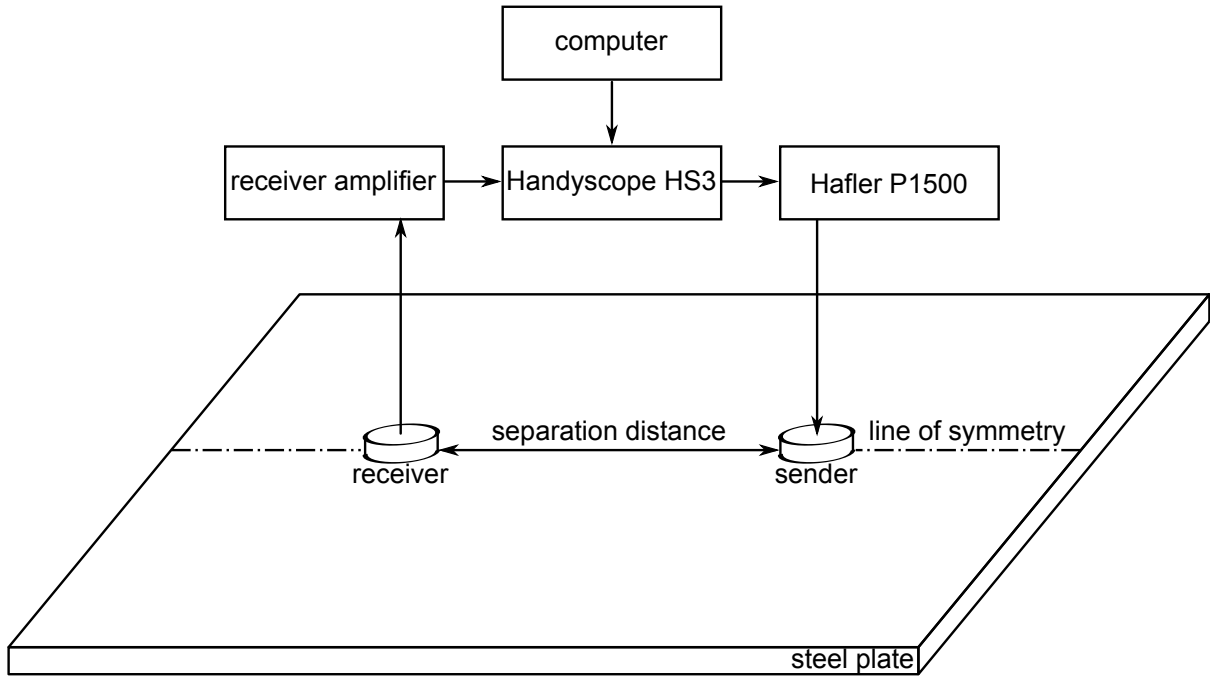 computer
receiver amplifier
Handyscope HS3
Hafler P1500
separation distance
line of symmetry
receiver
sender
steel plate